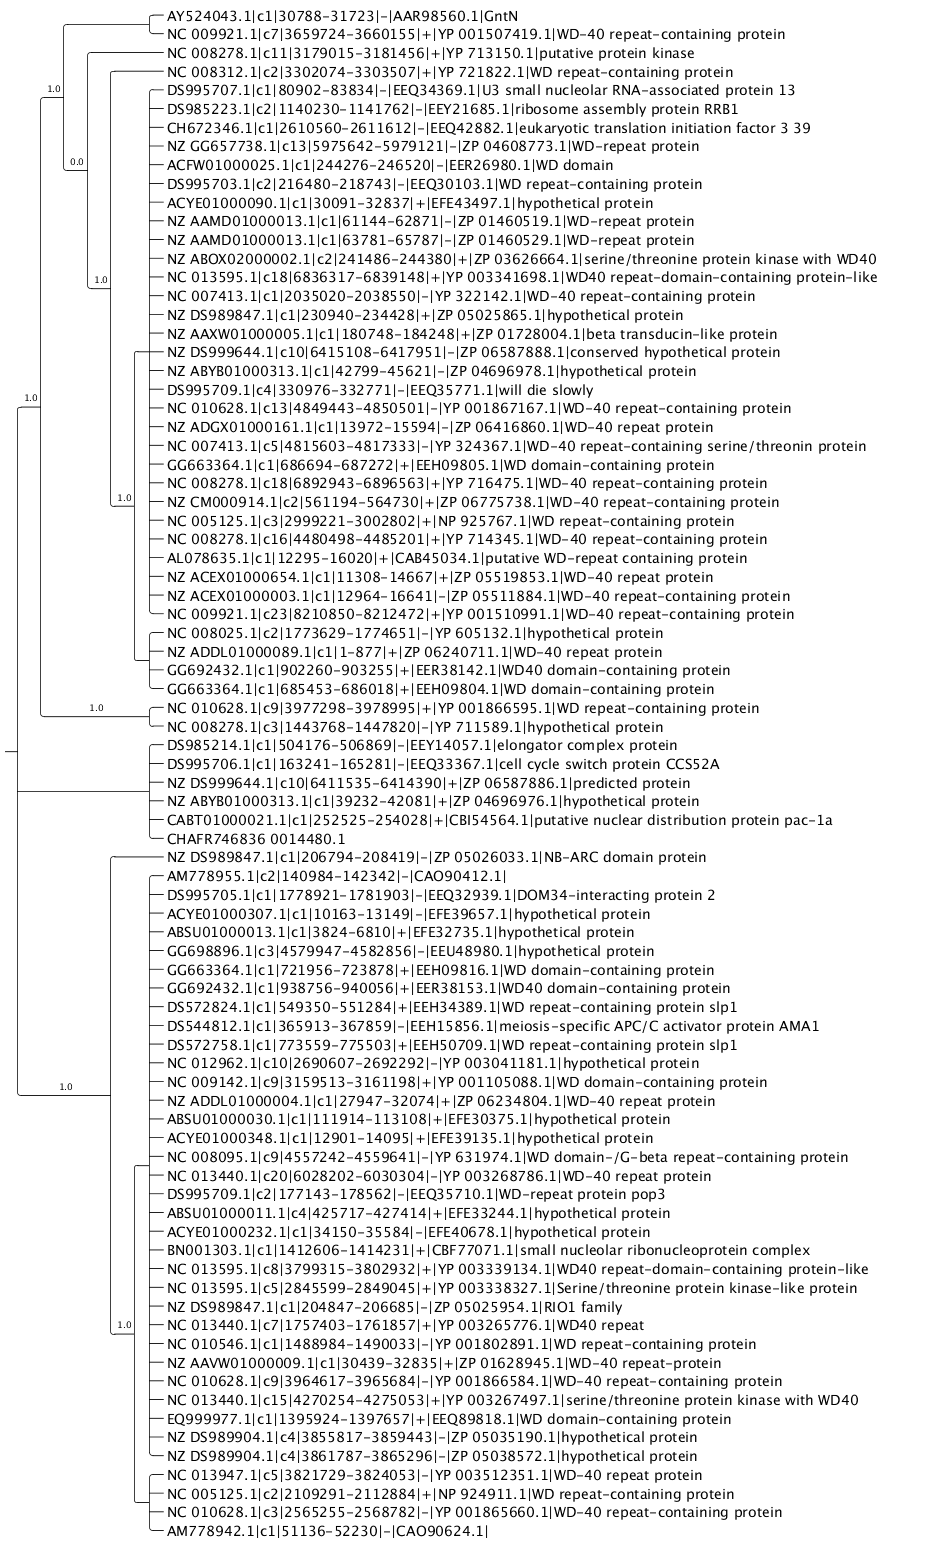 AY524043.1|c1|30788-31723|-|AAR98560.1|GntN
NC 009921.1|c7|3659724-3660155|+|YP 001507419.1|WD-40 repeat-containing protein
NC 008278.1|c11|3179015-3181456|+|YP 713150.1|putative protein kinase
NC 008312.1|c2|3302074-3303507|+|YP 721822.1|WD repeat-containing protein
1.0
DS995707.1|c1|80902-83834|-|EEQ34369.1|U3 small nucleolar RNA-associated protein 13
DS985223.1|c2|1140230-1141762|-|EEY21685.1|ribosome assembly protein RRB1
CH672346.1|c1|2610560-2611612|-|EEQ42882.1|eukaryotic translation initiation factor 3 39
NZ GG657738.1|c13|5975642-5979121|-|ZP 04608773.1|WD-repeat protein
0.0
ACFW01000025.1|c1|244276-246520|-|EER26980.1|WD domain
DS995703.1|c2|216480-218743|-|EEQ30103.1|WD repeat-containing protein
ACYE01000090.1|c1|30091-32837|+|EFE43497.1|hypothetical protein
NZ AAMD01000013.1|c1|61144-62871|-|ZP 01460519.1|WD-repeat protein
NZ AAMD01000013.1|c1|63781-65787|-|ZP 01460529.1|WD-repeat protein
NZ ABOX02000002.1|c2|241486-244380|+|ZP 03626664.1|serine/threonine protein kinase with WD40
1.0
NC 013595.1|c18|6836317-6839148|+|YP 003341698.1|WD40 repeat-domain-containing protein-like
NC 007413.1|c1|2035020-2038550|-|YP 322142.1|WD-40 repeat-containing protein
NZ DS989847.1|c1|230940-234428|+|ZP 05025865.1|hypothetical protein
NZ AAXW01000005.1|c1|180748-184248|+|ZP 01728004.1|beta transducin-like protein
NZ DS999644.1|c10|6415108-6417951|-|ZP 06587888.1|conserved hypothetical protein
NZ ABYB01000313.1|c1|42799-45621|-|ZP 04696978.1|hypothetical protein
DS995709.1|c4|330976-332771|-|EEQ35771.1|will die slowly
1.0
NC 010628.1|c13|4849443-4850501|-|YP 001867167.1|WD-40 repeat-containing protein
NZ ADGX01000161.1|c1|13972-15594|-|ZP 06416860.1|WD-40 repeat protein
NC 007413.1|c5|4815603-4817333|-|YP 324367.1|WD-40 repeat-containing serine/threonin protein
GG663364.1|c1|686694-687272|+|EEH09805.1|WD domain-containing protein
NC 008278.1|c18|6892943-6896563|+|YP 716475.1|WD-40 repeat-containing protein
1.0
NZ CM000914.1|c2|561194-564730|+|ZP 06775738.1|WD-40 repeat-containing protein
NC 005125.1|c3|2999221-3002802|+|NP 925767.1|WD repeat-containing protein
NC 008278.1|c16|4480498-4485201|+|YP 714345.1|WD-40 repeat-containing protein
AL078635.1|c1|12295-16020|+|CAB45034.1|putative WD-repeat containing protein
NZ ACEX01000654.1|c1|11308-14667|+|ZP 05519853.1|WD-40 repeat protein
NZ ACEX01000003.1|c1|12964-16641|-|ZP 05511884.1|WD-40 repeat protein
NC 009921.1|c23|8210850-8212472|+|YP 001510991.1|WD-40 repeat-containing protein
NC 008025.1|c2|1773629-1774651|-|YP 605132.1|hypothetical protein
NZ ADDL01000089.1|c1|1-877|+|ZP 06240711.1|WD-40 repeat protein
GG692432.1|c1|902260-903255|+|EER38142.1|WD40 domain-containing protein
GG663364.1|c1|685453-686018|+|EEH09804.1|WD domain-containing protein
1.0
NC 010628.1|c9|3977298-3978995|+|YP 001866595.1|WD repeat-containing protein
NC 008278.1|c3|1443768-1447820|-|YP 711589.1|hypothetical protein
DS985214.1|c1|504176-506869|-|EEY14057.1|elongator complex protein
DS995706.1|c1|163241-165281|-|EEQ33367.1|cell cycle switch protein CCS52A
NZ DS999644.1|c10|6411535-6414390|+|ZP 06587886.1|predicted protein
NZ ABYB01000313.1|c1|39232-42081|+|ZP 04696976.1|hypothetical protein
CABT01000021.1|c1|252525-254028|+|CBI54564.1|putative nuclear distribution protein pac-1a
CHAFR746836 0014480.1
NZ DS989847.1|c1|206794-208419|-|ZP 05026033.1|NB-ARC domain protein
AM778955.1|c2|140984-142342|-|CAO90412.1|
DS995705.1|c1|1778921-1781903|-|EEQ32939.1|DOM34-interacting protein 2
ACYE01000307.1|c1|10163-13149|-|EFE39657.1|hypothetical protein
ABSU01000013.1|c1|3824-6810|+|EFE32735.1|hypothetical protein
GG698896.1|c3|4579947-4582856|-|EEU48980.1|hypothetical protein
GG663364.1|c1|721956-723878|+|EEH09816.1|WD domain-containing protein
GG692432.1|c1|938756-940056|+|EER38153.1|WD40 domain-containing protein
DS572824.1|c1|549350-551284|+|EEH34389.1|WD repeat-containing protein slp1
DS544812.1|c1|365913-367859|-|EEH15856.1|meiosis-specific APC/C activator protein AMA1
DS572758.1|c1|773559-775503|+|EEH50709.1|WD repeat-containing protein slp1
NC 012962.1|c10|2690607-2692292|-|YP 003041181.1|hypothetical protein
1.0
NC 009142.1|c9|3159513-3161198|+|YP 001105088.1|WD domain-containing protein
NZ ADDL01000004.1|c1|27947-32074|+|ZP 06234804.1|WD-40 repeat protein
ABSU01000030.1|c1|111914-113108|+|EFE30375.1|hypothetical protein
ACYE01000348.1|c1|12901-14095|+|EFE39135.1|hypothetical protein
NC 008095.1|c9|4557242-4559641|-|YP 631974.1|WD domain-/G-beta repeat-containing protein
NC 013440.1|c20|6028202-6030304|-|YP 003268786.1|WD-40 repeat protein
DS995709.1|c2|177143-178562|-|EEQ35710.1|WD-repeat protein pop3
ABSU01000011.1|c4|425717-427414|+|EFE33244.1|hypothetical protein
ACYE01000232.1|c1|34150-35584|-|EFE40678.1|hypothetical protein
BN001303.1|c1|1412606-1414231|+|CBF77071.1|small nucleolar ribonucleoprotein complex
NC 013595.1|c8|3799315-3802932|+|YP 003339134.1|WD40 repeat-domain-containing protein-like
NC 013595.1|c5|2845599-2849045|+|YP 003338327.1|Serine/threonine protein kinase-like protein
NZ DS989847.1|c1|204847-206685|-|ZP 05025954.1|RIO1 family
1.0
NC 013440.1|c7|1757403-1761857|+|YP 003265776.1|WD40 repeat
NC 010546.1|c1|1488984-1490033|-|YP 001802891.1|WD repeat-containing protein
NZ AAVW01000009.1|c1|30439-32835|+|ZP 01628945.1|WD-40 repeat-protein
NC 010628.1|c9|3964617-3965684|-|YP 001866584.1|WD-40 repeat-containing protein
NC 013440.1|c15|4270254-4275053|+|YP 003267497.1|serine/threonine protein kinase with WD40
EQ999977.1|c1|1395924-1397657|+|EEQ89818.1|WD domain-containing protein
NZ DS989904.1|c4|3855817-3859443|-|ZP 05035190.1|hypothetical protein
NZ DS989904.1|c4|3861787-3865296|-|ZP 05038572.1|hypothetical protein
NC 013947.1|c5|3821729-3824053|-|YP 003512351.1|WD-40 repeat protein
NC 005125.1|c2|2109291-2112884|+|NP 924911.1|WD repeat-containing protein
NC 010628.1|c3|2565255-2568782|-|YP 001865660.1|WD-40 repeat-containing protein
AM778942.1|c1|51136-52230|-|CAO90624.1|